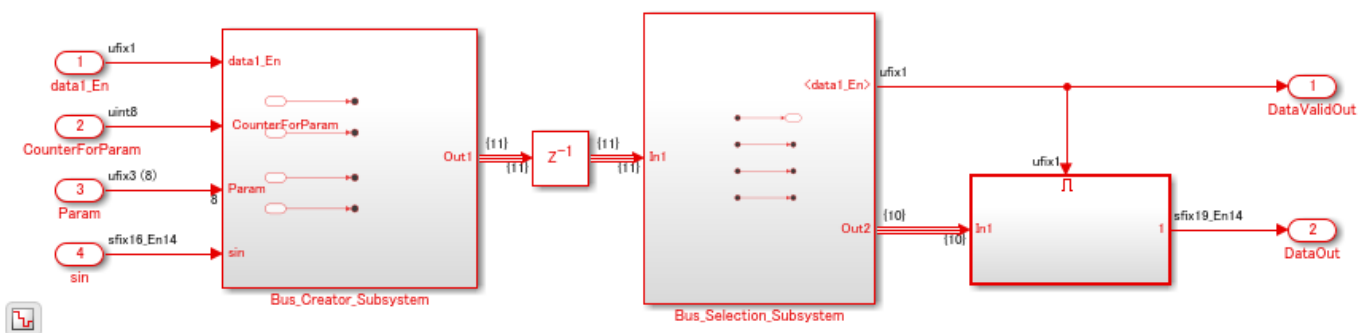 1
ufix1
data1_En
2
uint8
CounterForParam
3
ufix3 (8)
8
Param
4
sfix16_En14
sin
data1_En
CounterForParam
Param
sin
Out1
Bus_Creator_Subsystem
{11}
{11}
Z⁻¹
{11}
{11}
In1
<data1_En>
Out2
Bus_Selection_Subsystem
ufix1
ufix1
{10}
{10}
In1
1
sfix19_En14
1
DataValidOut
2
DataOut